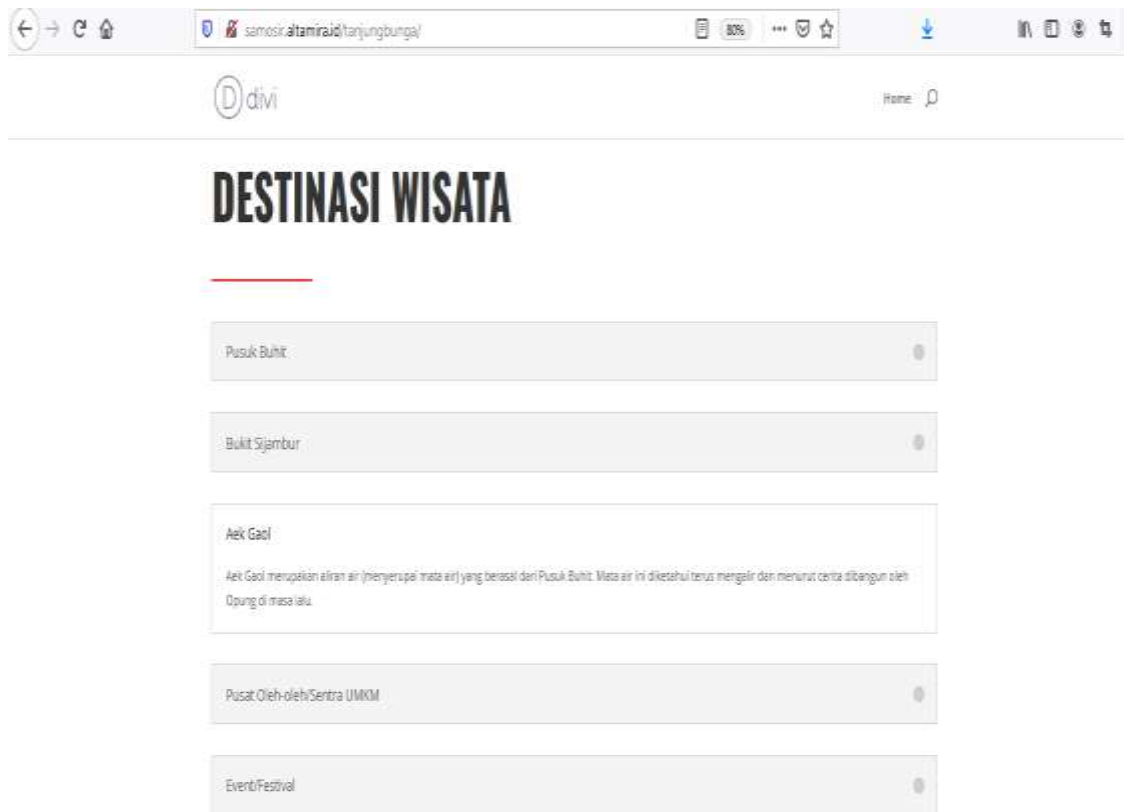 samosir.altamira.id/tanjungbunga/
80%
divi
Home
DESTINASI WISATA
Pusuk Buhit
Bukit Sijambur
Aek Gaol
Aek Gaol merupakan aliran air (menyerupai mata air) yang berasal dari Pusuk Buhit. Mata air ini diketahui terus mengalir dan menurut cerita dibangun oleh
Opung di masa lalu.
Pusat Oleh-oleh/Sentra UMKM
Event/Festival